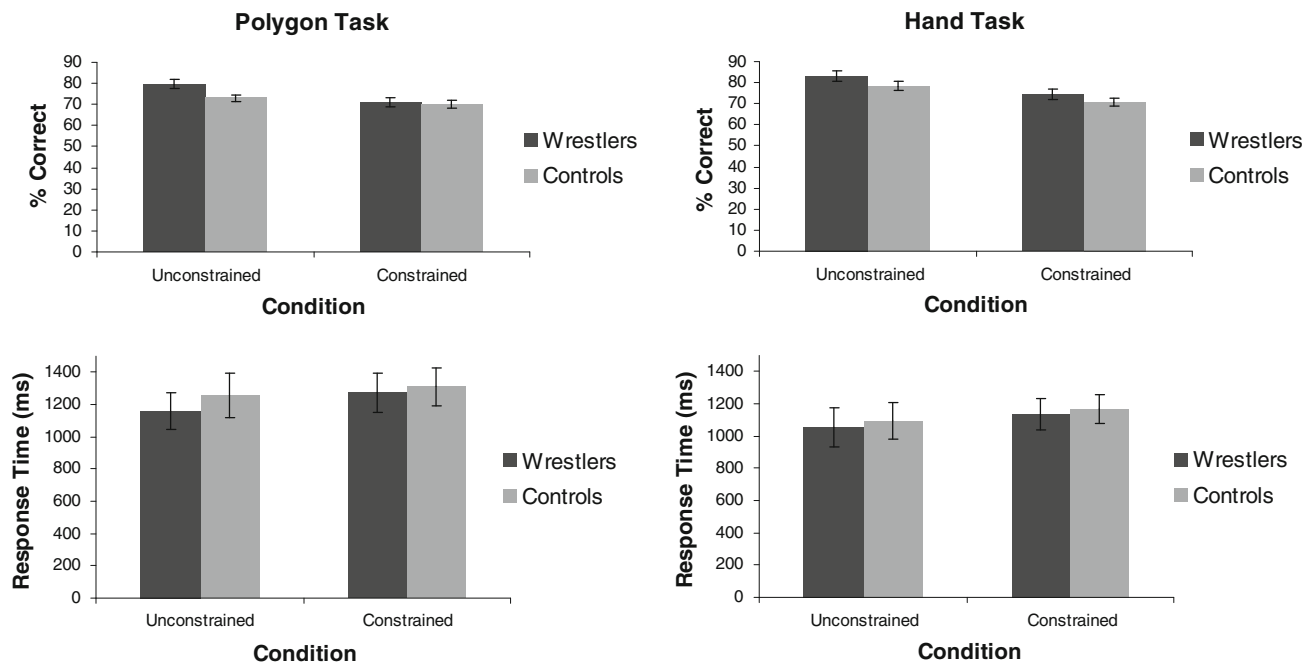 Polygon Task
% Correct
90
80
70
60
50
40
30
20
10
0
Unconstrained Constrained
Condition
Wrestlers
Controls
Hand Task
% Correct
90
80
70
60
50
40
30
20
10
0
Unconstrained Constrained
Condition
Wrestlers
Controls
Response Time (ms)
1400
1200
1000
800
600
400
200
0
Unconstrained Constrained
Condition
Wrestlers
Controls
Response Time (ms)
1400
1200
1000
800
600
400
200
0
Unconstrained Constrained
Condition
Wrestlers
Controls